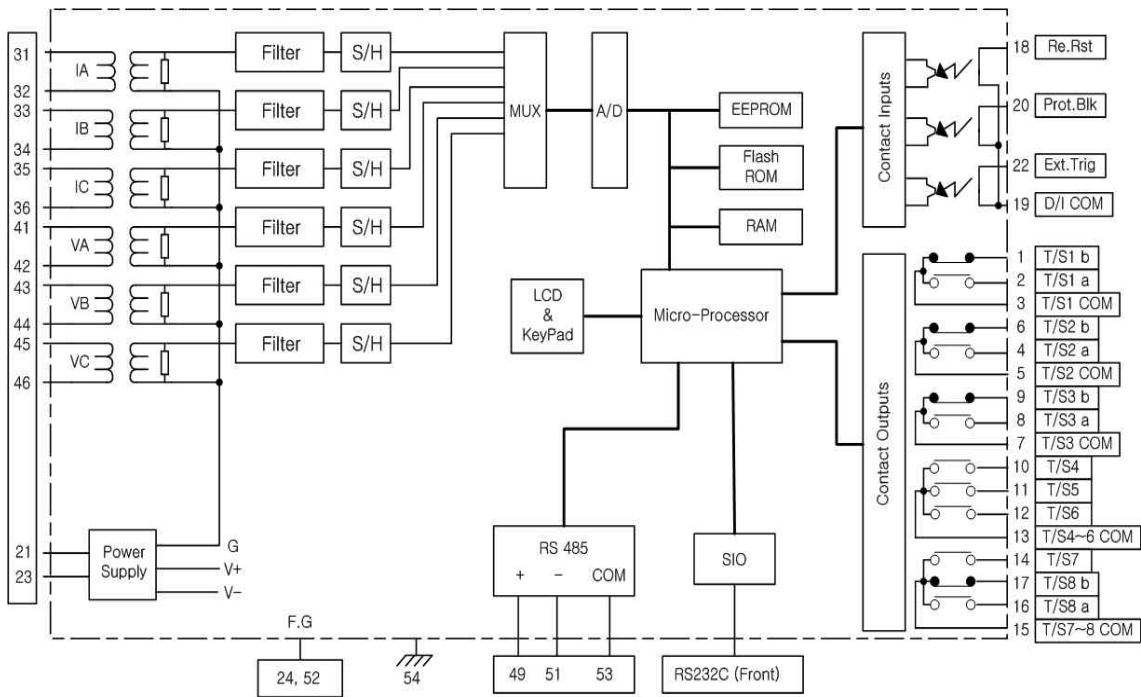 31
IA
32
33
IB
34
35
IC
36
41
VA
42
43
VB
44
45
VC
46
21
23
Filter
S/H
Filter
S/H
Filter
S/H
Filter
S/H
Filter
S/H
Filter
S/H
MUX
A/D
EEPROM
Flash
ROM
RAM
LCD
&
KeyPad
Micro-Processor
Power
Supply
G
V+
V-
F.G
24, 52
54
RS 485
+ - COM
49 51 53
SIO
RS232C (Front)
Contact Inputs
18 Re.Rst
20 Prot.Blk
22 Ext.Trig
19 D/I COM
Contact Outputs
1 T/S1 b
2 T/S1 a
3 T/S1 COM
6 T/S2 b
4 T/S2 a
5 T/S2 COM
9 T/S3 b
8 T/S3 a
7 T/S3 COM
10 T/S4
11 T/S5
12 T/S6
13 T/S4~6 COM
14 T/S7
17 T/S8 b
16 T/S8 a
15 T/S7~8 COM